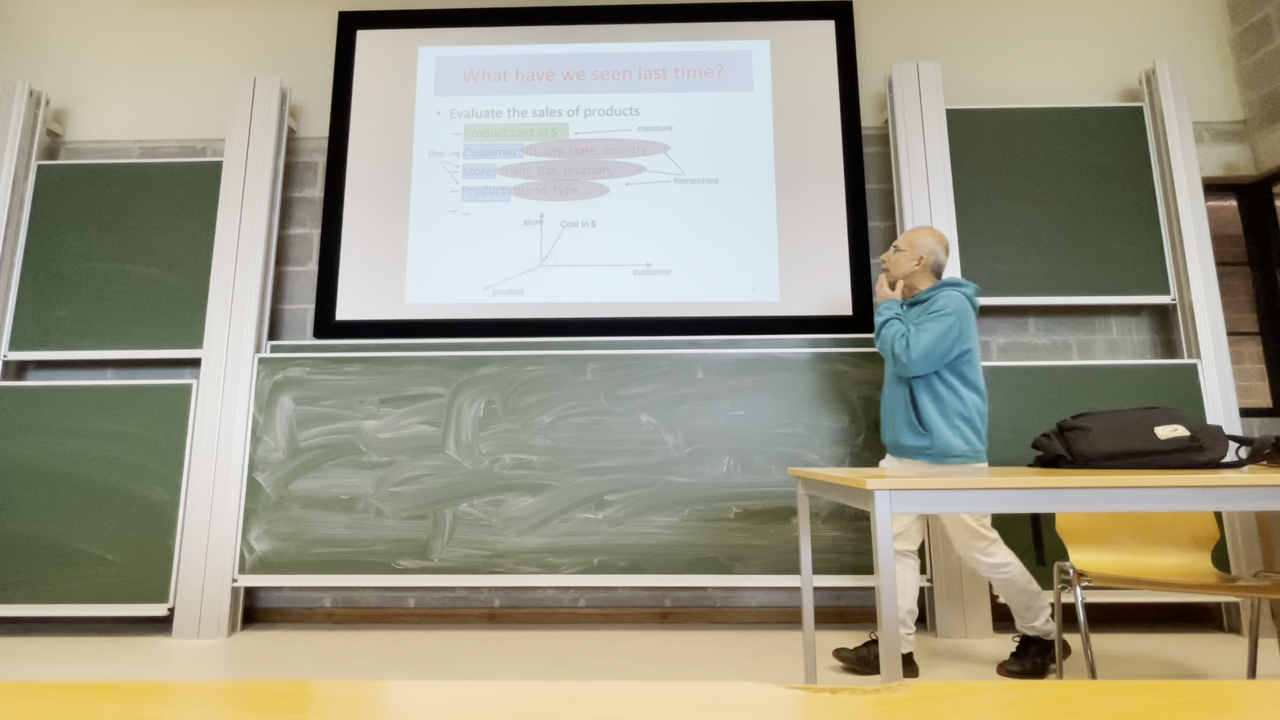 What have we seen last time?
• Evaluate the sales of products
– Product cost in $
measure
– Customer: ID, city, state, country,
– Store: chain, size, location,
– Product: brand, type,
hierarchies
– ...
store
Cost in $
customer
product